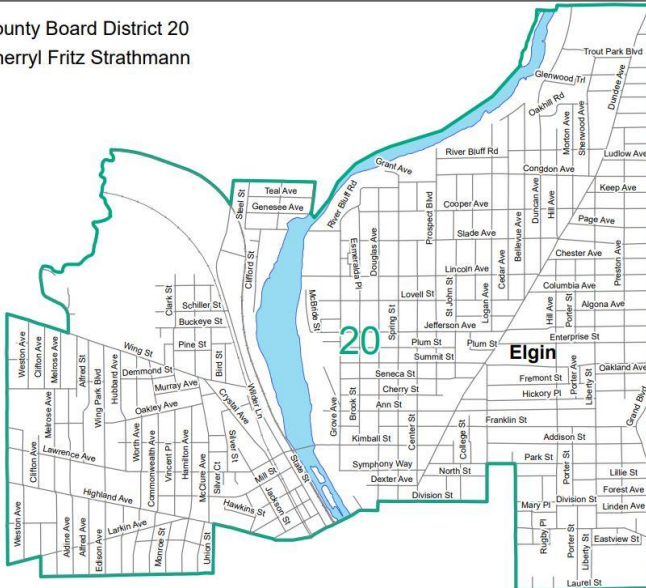 ounty Board District 20
herryl Fritz Strathmann
Trout Park Blvd
Glenwood Trl
Dundee Ave
Oakhill Rd
Morton Ave
Sherwood Ave
River Bluff Rd
Ludlow Ave
Grant Ave
Congdon Ave
Teal Ave
Genesee Ave
Steel St
River Bluff Rd
Keep Ave
Duncan Ave
Hill Ave
Cooper Ave
Prospect Blvd
Page Ave
Slade Ave
Bellevue Ave
Esmeralda Pl
Douglas Ave
Chester Ave
Preston Ave
Clifford St
Lincoln Ave
Cedar Ave
Columbia Ave
Clark St
Schiller St
McBride St
Lovell St
St John St
Logan Ave
Hill Ave
Porter St
Algona Ave
Buckeye St
Spring St
Jefferson Ave
Enterprise St
Weston Ave
Clifton Ave
Melrose Ave
Alfred St
Wing St
Pine St
Bird St
20
Plum St
Plum St
Elgin
Summit St
Wing Park Blvd
Hubbard Ave
Demmond St
Seneca St
Oakland Ave
Fremont St
Porter Ave
Liberty St
Murray Ave
Cherry St
Hickory Pl
Melrose Ave
Oakley Ave
Crystal Ave
Wilder Ln
Grove Ave
Brook St
Ann St
Grand Blvd
Franklin St
Center St
College St
Worth Ave
Commonwealth Ave
Vincent Pl
Hamilton Ave
Silver St
Kimball St
Addison St
Clifton Ave
Lawrence Ave
McClure Ave
Silver Ct
Mill St
State St
Symphony Way
Park St
North St
Porter St
Lillie St
Dexter Ave
Highland Ave
Jackson St
Division St
Division St
Forest Ave
Weston Ave
Hawkins St
Mary Pl
Linden Ave
Aldine Ave
Alfred Ave
Edison Ave
Larkin Ave
Monroe St
Union St
Rugby Pl
Porter St
Liberty St
Eastview St
Laurel St